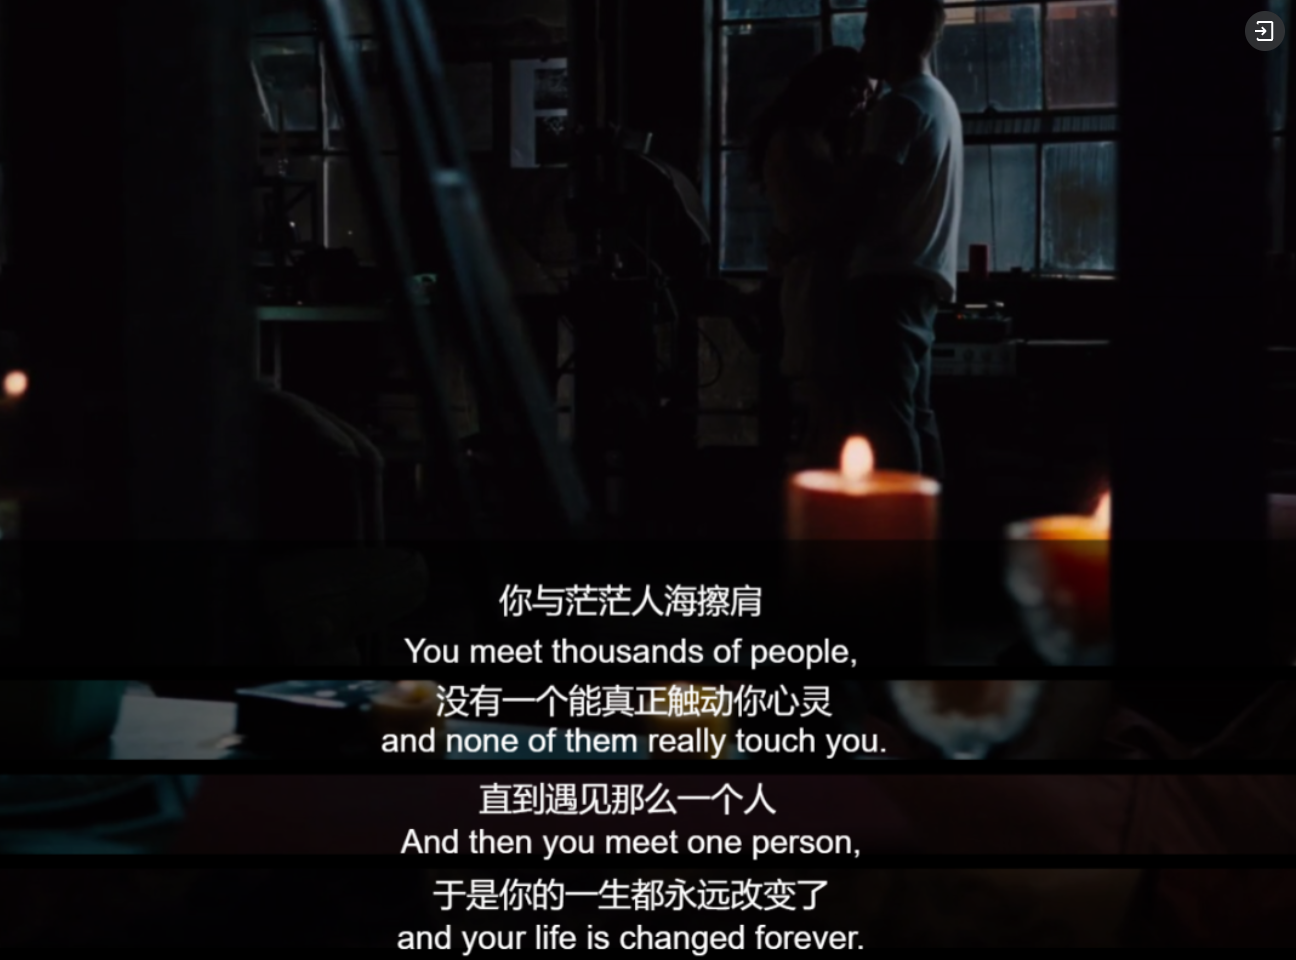 你与茫茫人海擦肩
You meet thousands of people,
没有一个能真正触动你心灵
and none of them really touch you.
直到遇见那么一个人
And then you meet one person,
于是你的一生都永远改变了
and your life is changed forever.